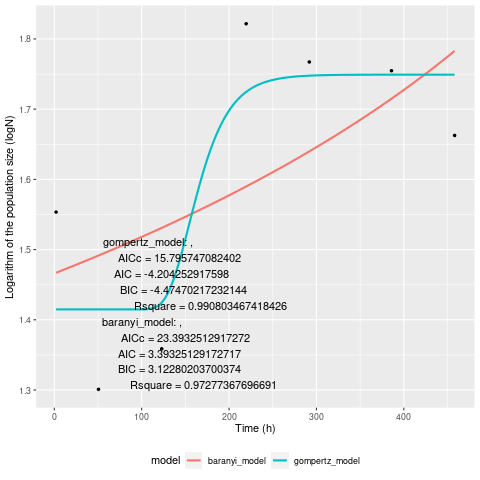 1.8
1.7
1.6
1.5
1.4
1.3
Logarithm of the population size (logN)
gompertz_model: ,
AICc = 15.795747082402
AIC = -4.204252917598
BIC = -4.47470217232144
Rsquare = 0.990803467418426
baranyi_model: ,
AICc = 23.3932512917272
AIC = 3.39325129172717
BIC = 3.12280203700374
Rsquare = 0.97277367696691
0 100 200 300 400
Time (h)
model baranyi_model gompertz_model